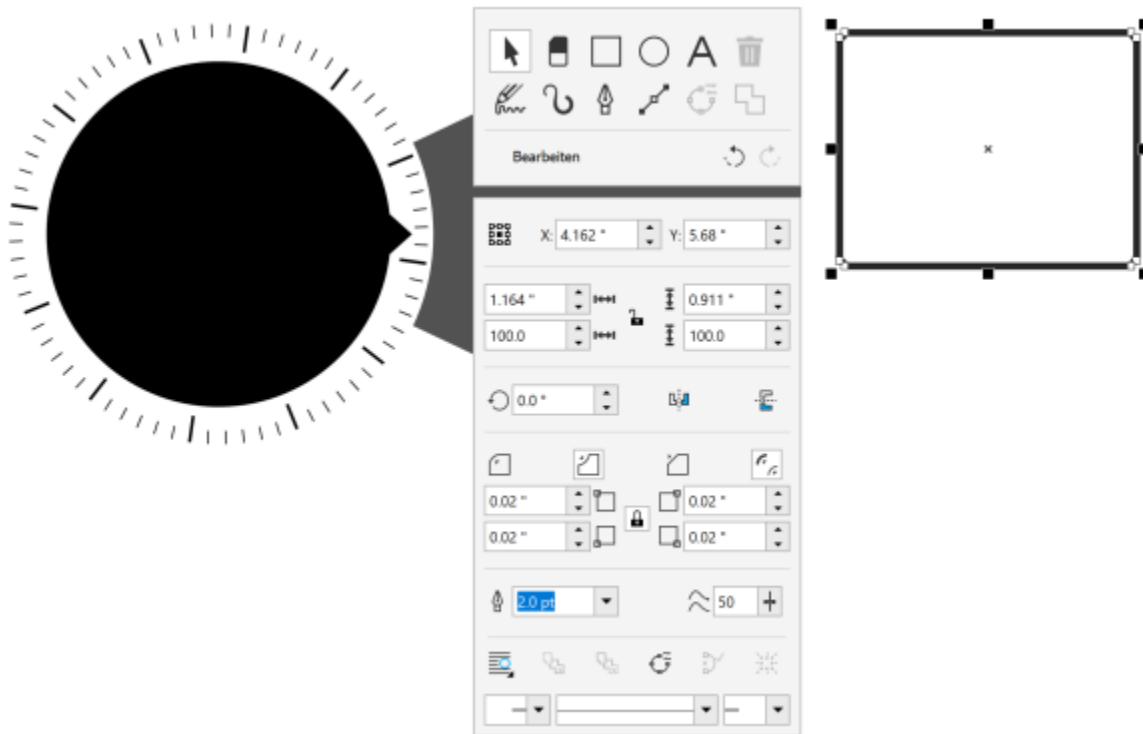 A
Bearbeiten
X: 4.162 " Y: 5.68 "
1.164 " 0.911 "
100.0 100.0
0.0 °
0.02 " 0.02 "
0.02 " 0.02 "
2.0 pt 50